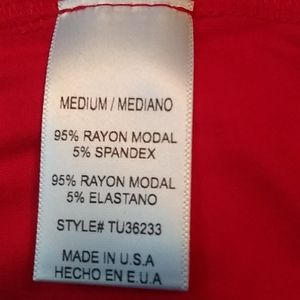 MEDIUM / MEDIANO
95% RAYON MODAL
5% SPANDEX
95% RAYON MODAL
5% ELASTANO
STYLE# TU36233
MADE IN U.S.A
HECHO EN E.U.A